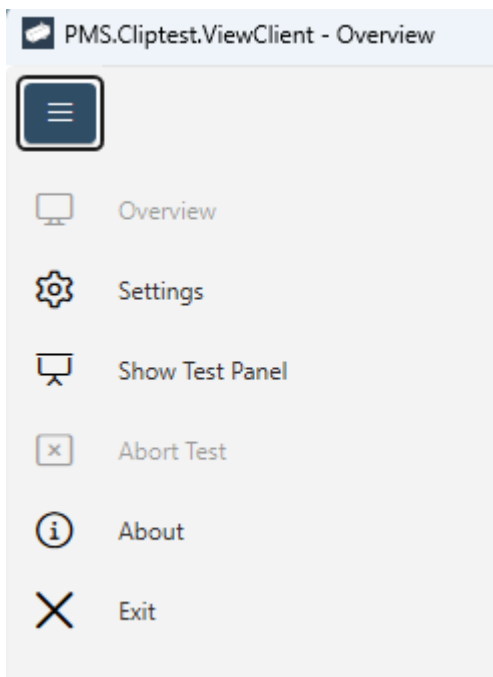 PMS.Cliptest.ViewClient - Overview
Overview
Settings
Show Test Panel
Abort Test
About
Exit